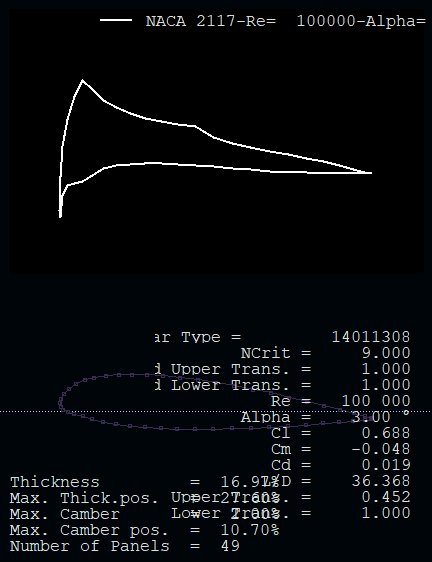 NACA 2117-Re= 100000-Alpha=
ar Type = 14011308
NCrit = 9.000
d Upper Trans. = 1.000
d Lower Trans. = 1.000
Re = 100 000
Alpha = 3.00 °
Cl = 0.688
Cm = -0.048
Cd = 0.019
Thickness = 16.97% L/D = 36.368
Max. Thick.pos. = 27.60% Upper Trans. = 0.452
Max. Camber = 2.00% Lower Trans. = 1.000
Max. Camber pos. = 10.70%
Number of Panels = 49